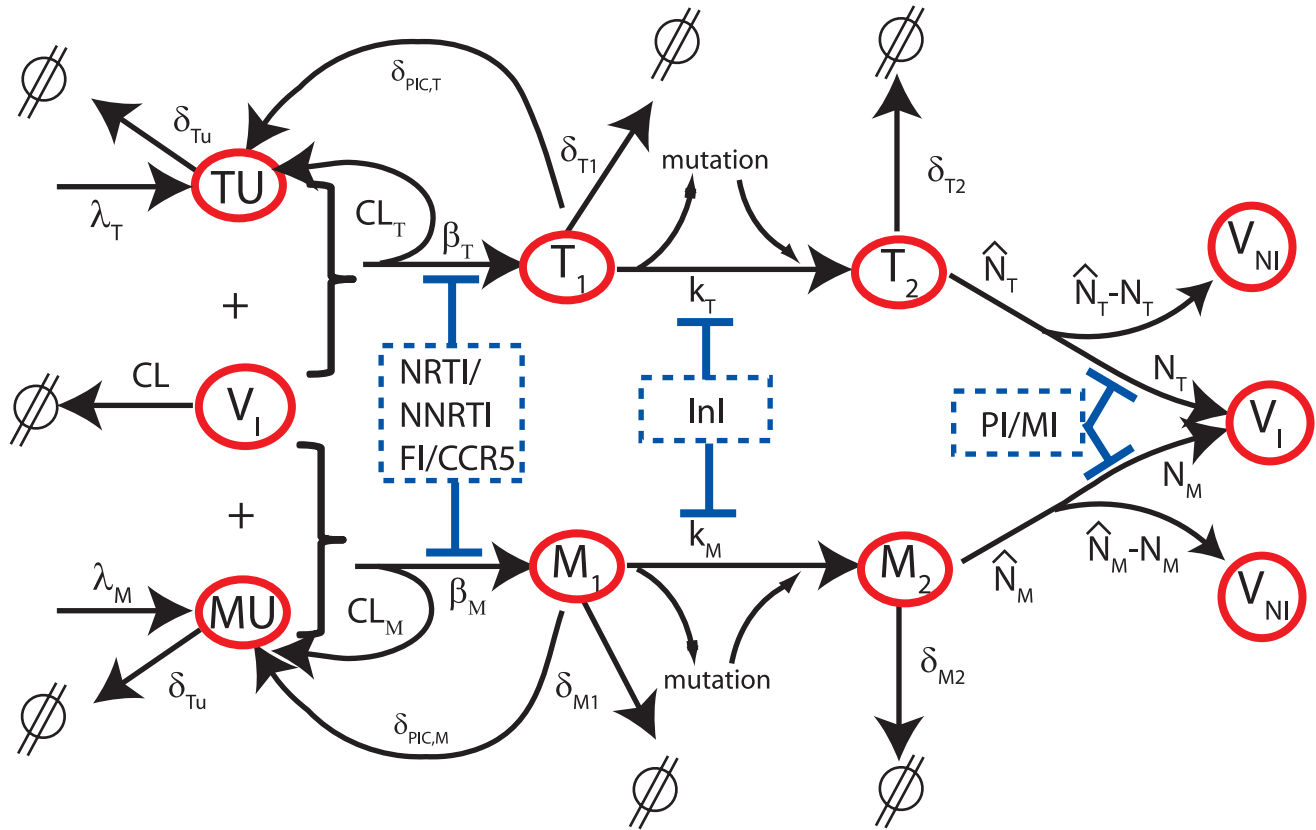 δPIC,T
δTu
TU
λT
CLT
βT
δT1
T1
mutation
kT
δT2
T2
N̂T
N̂T-NT
VNI
NT
+
CL
VI
NRTI/
NNRTI
FI/CCR5
InI
PI/MI
VI
NM
+
λM
MU
δTu
CLM
βM
M1
kM
M2
N̂M
N̂M-NM
VNI
δPIC,M
δM1
mutation
δM2